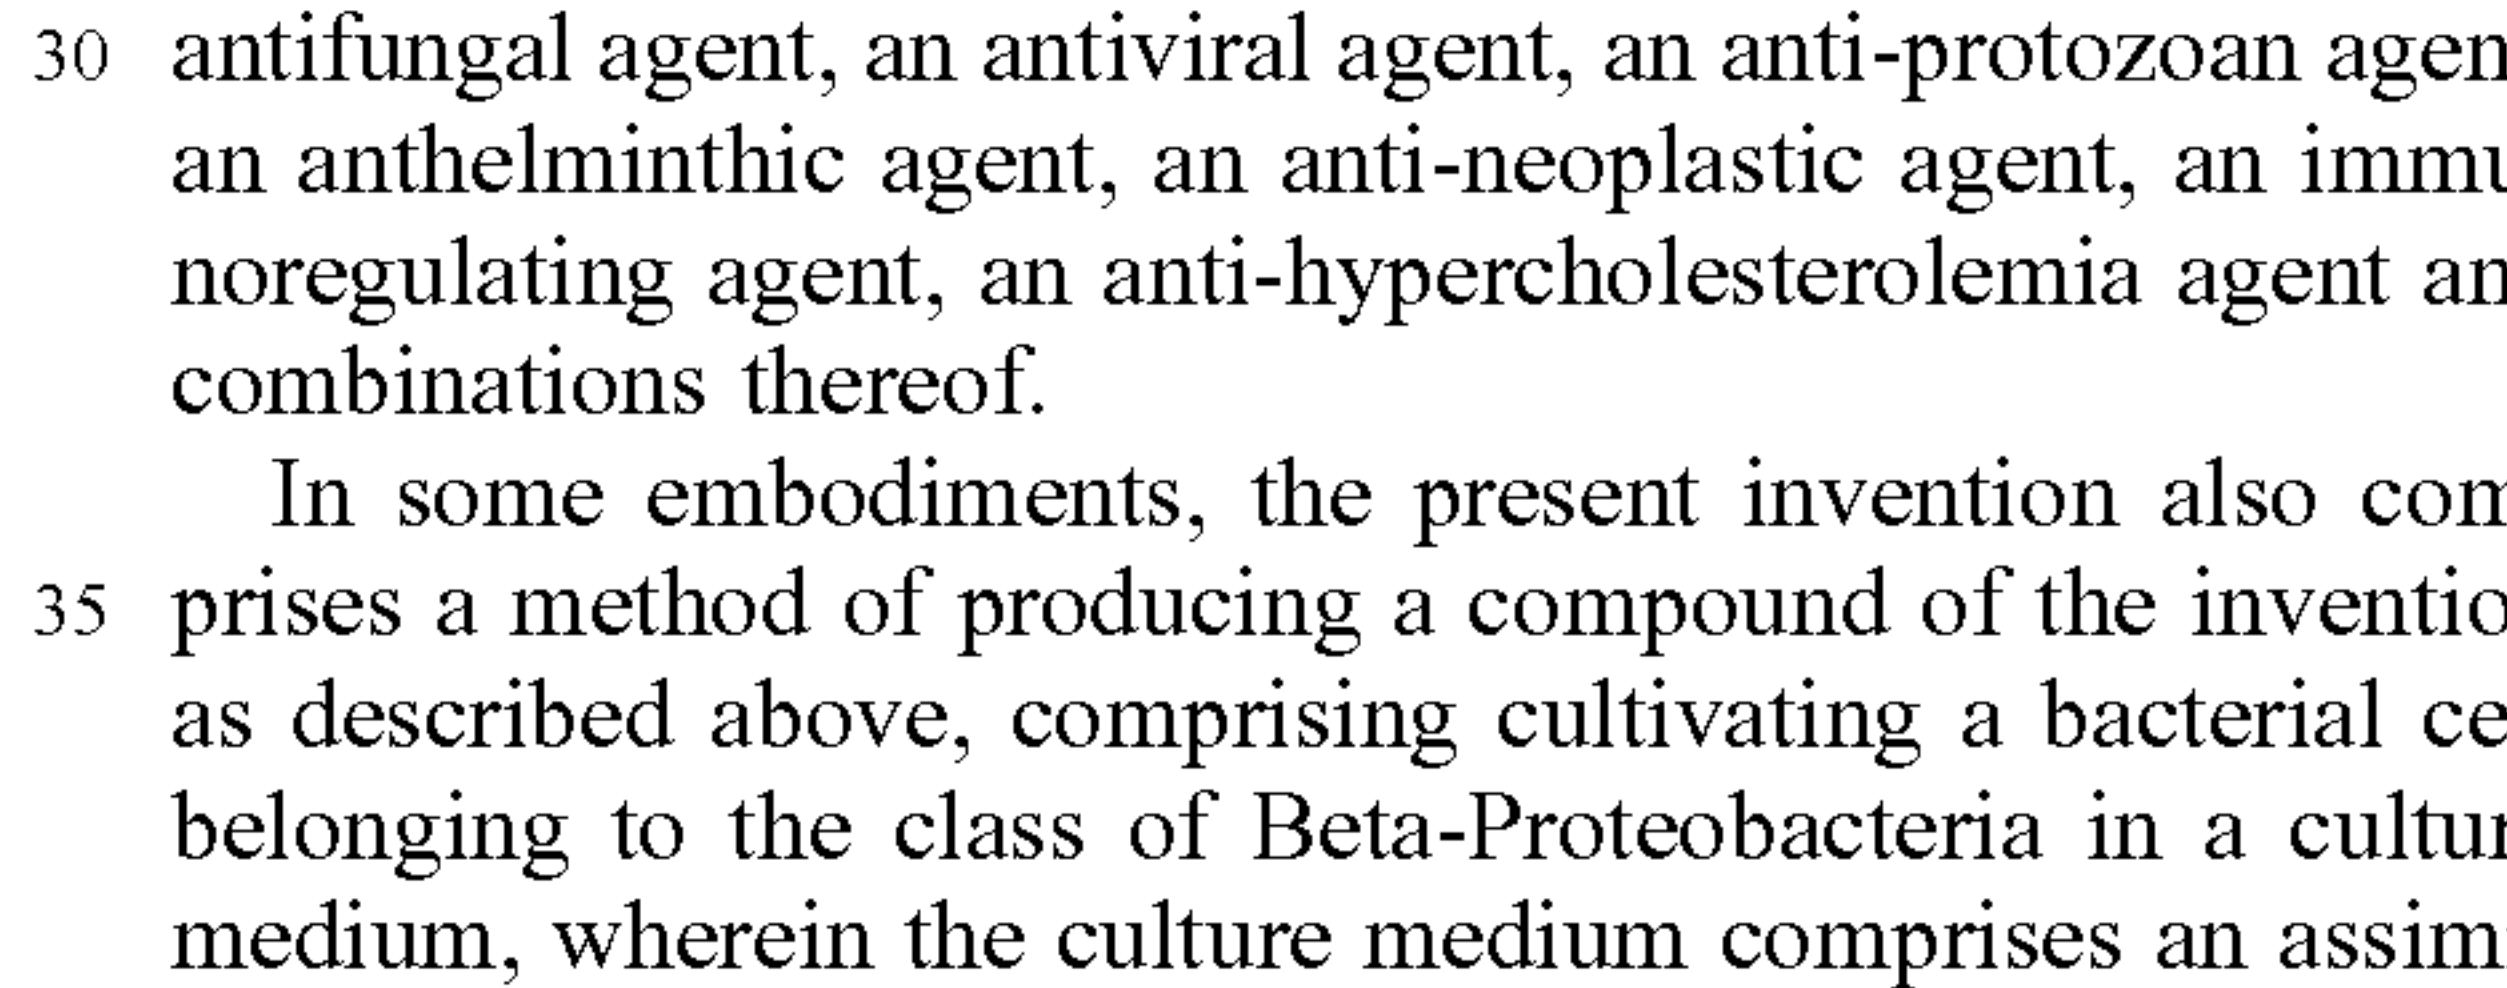 30 antifungal agent, an antiviral agent, an anti-protozoan agen
an anthelminthic agent, an anti-neoplastic agent, an immu
noregulating agent, an anti-hypercholesterolemia agent an
combinations thereof.
In some embodiments, the present invention also com
35 prises a method of producing a compound of the inventio
as described above, comprising cultivating a bacterial ce
belonging to the class of Beta-Proteobacteria in a cultur
medium, wherein the culture medium comprises an assim